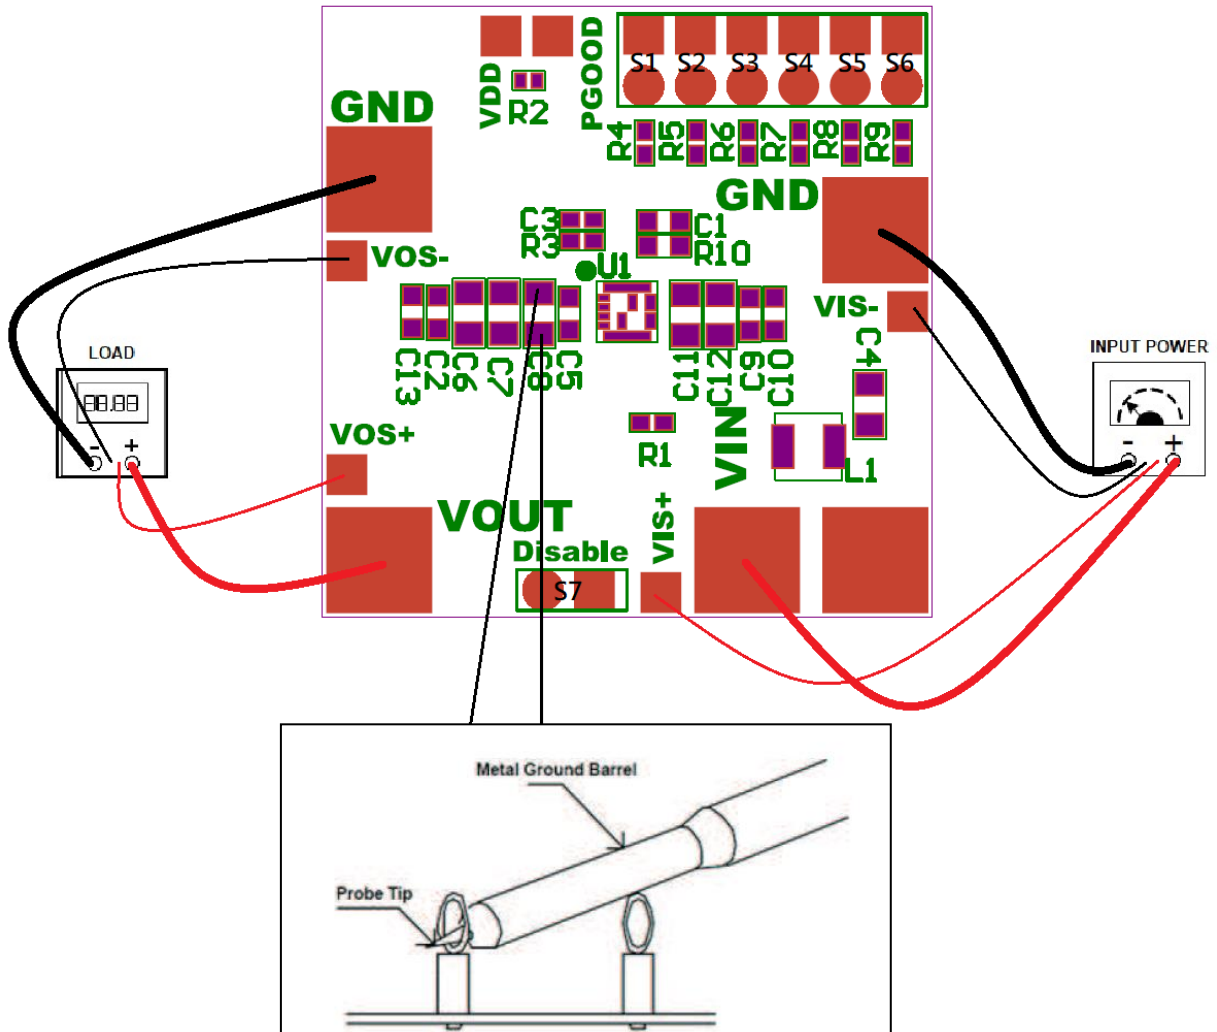 VDD
PGOOD
S1 S2 S3 S4 S5 S6
R2
GND
R4 R5 R6 R7 R8 R9
GND
C3
C1
R3
R10
VOS-
U1
VIS-
C13 C2 C6 C7 C8 C5
C11 C12 C9 C10
C4
LOAD
88.88
- +
INPUT POWER
- +
VOS+
R1
VIN
L1
VOUT
VIS+
Disable
S7
Metal Ground Barrel
Probe Tip